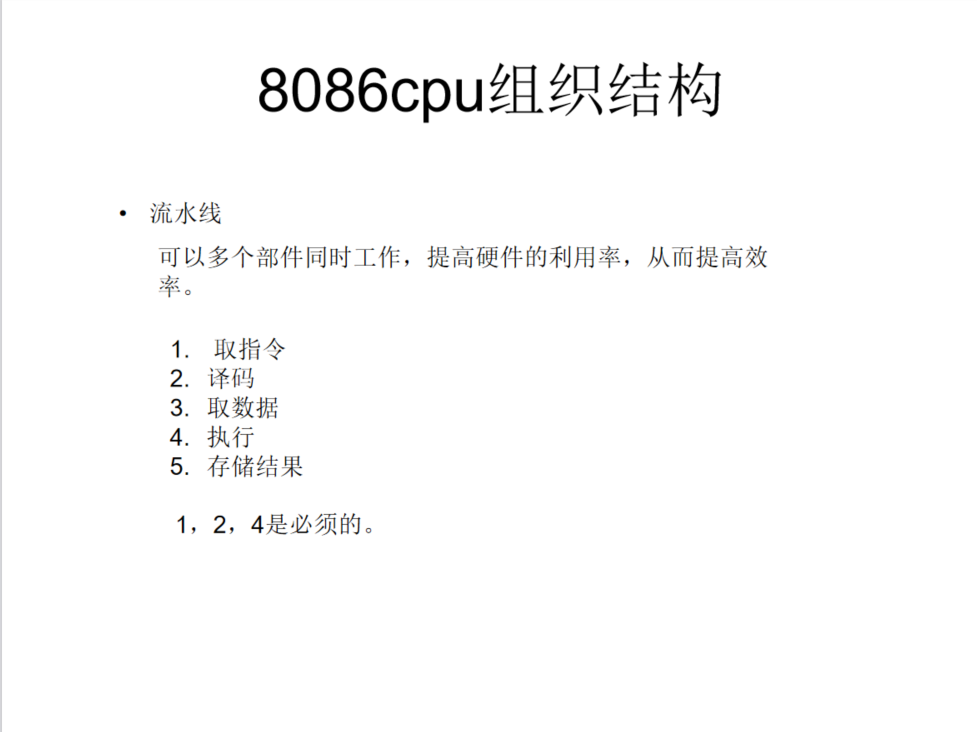 8086cpu组织结构
• 流水线
可以多个部件同时工作，提高硬件的利用率，从而提高效
率。
1. 取指令
2. 译码
3. 取数据
4. 执行
5. 存储结果
1，2，4是必须的。